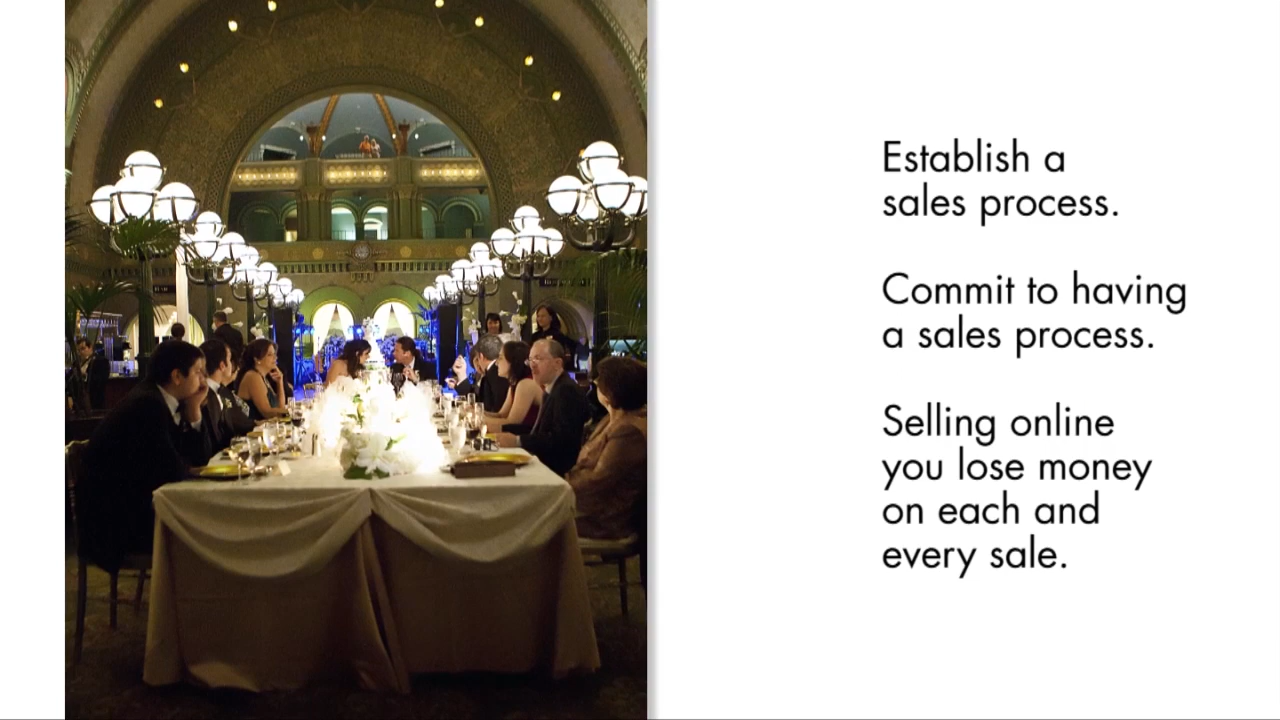 Establish a
sales process.
Commit to having
a sales process.
Selling online
you lose money
on each and
every sale.